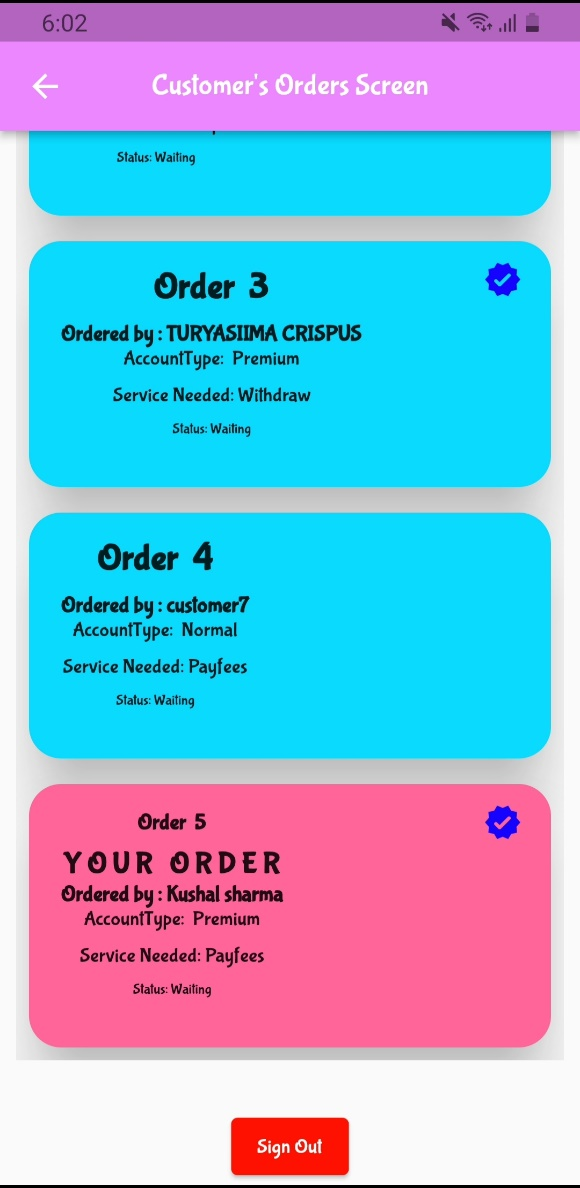 6:02
Customer's Orders Screen
Status: Waiting
Order 3
Ordered by : TURYASIIMA CRISPUS
AccountType: Premium
Service Needed: Withdraw
Status: Waiting
Order 4
Ordered by : customer7
AccountType: Normal
Service Needed: Payfees
Status: Waiting
Order 5
YOUR ORDER
Ordered by : Kushal sharma
AccountType: Premium
Service Needed: Payfees
Status: Waiting
Sign Out